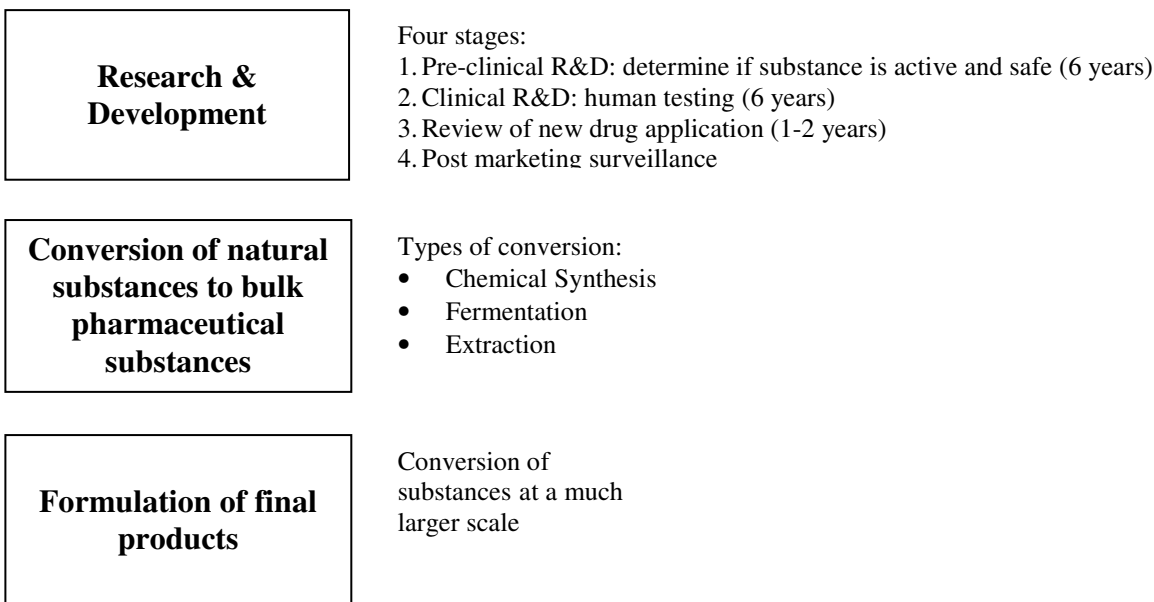 Research &
Development
Four stages:
1. Pre-clinical R&D: determine if substance is active and safe (6 years)
2. Clinical R&D: human testing (6 years)
3. Review of new drug application (1-2 years)
4. Post marketing surveillance
Conversion of natural
substances to bulk
pharmaceutical
substances
Types of conversion:
• Chemical Synthesis
• Fermentation
• Extraction
Formulation of final
products
Conversion of
substances at a much
larger scale